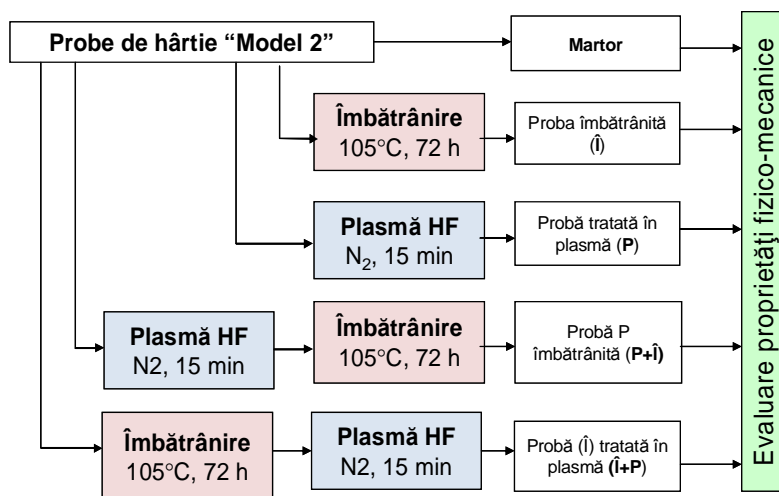 Probe de hârtie “Model 2”
Martor
Îmbătrânire
105°C, 72 h
Proba îmbătrânită
(Î)
Plasmă HF
N₂, 15 min
Probă tratată în
plasmă (P)
Plasmă HF
N2, 15 min
Îmbătrânire
105°C, 72 h
Probă P
îmbătrânită (P+Î)
Îmbătrânire
105°C, 72 h
Plasmă HF
N2, 15 min
Probă (Î) tratată în
plasmă (Î+P)
Evaluare proprietăţi fizico-mecanice